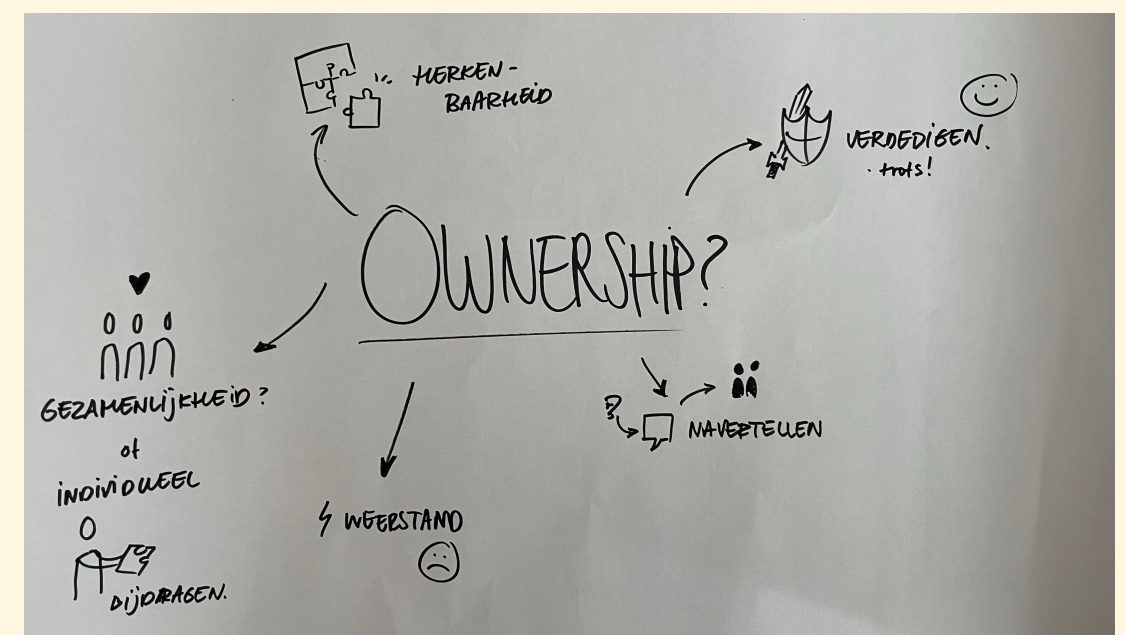 HERKEN-
BAARHEID
VERDEDIGEN.
· trots!
OWNERSHIP?
GEZAMENLIJKHEID?
of
INDIVIDUEEL
BIJDRAGEN.
?
NAVERTELLEN
WEERSTAND